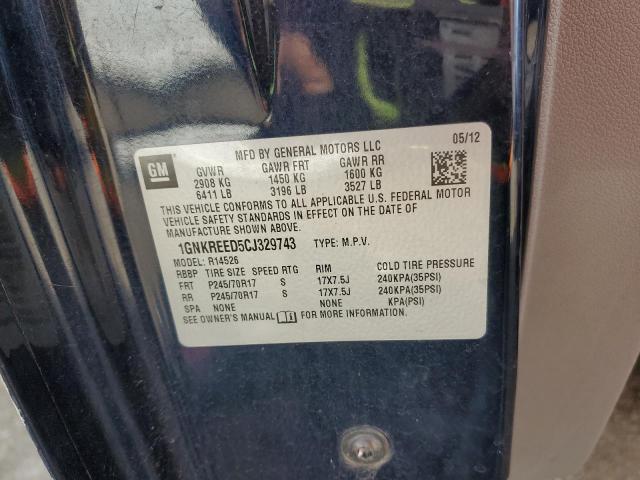 GM
MFD BY GENERAL MOTORS LLC 05/12
GVWR GAWR FRT GAWR RR
2908 KG 1450 KG 1600 KG
6411 LB 3196 LB 3527 LB
THIS VEHICLE CONFORMS TO ALL APPLICABLE U.S. FEDERAL MOTOR
VEHICLE SAFETY STANDARDS IN EFFECT ON THE DATE OF
MANUFACTURE SHOWN ABOVE.
1GNKREED5CJ329743 TYPE: M.P.V.
MODEL: R14526
RBBP TIRE SIZE SPEED RTG RIM COLD TIRE PRESSURE
FRT P245/70R17 S 17X7.5J 240KPA(35PSI)
RR P245/70R17 S 17X7.5J 240KPA(35PSI)
SPA NONE NONE KPA(PSI)
SEE OWNER'S MANUAL FOR MORE INFORMATION.